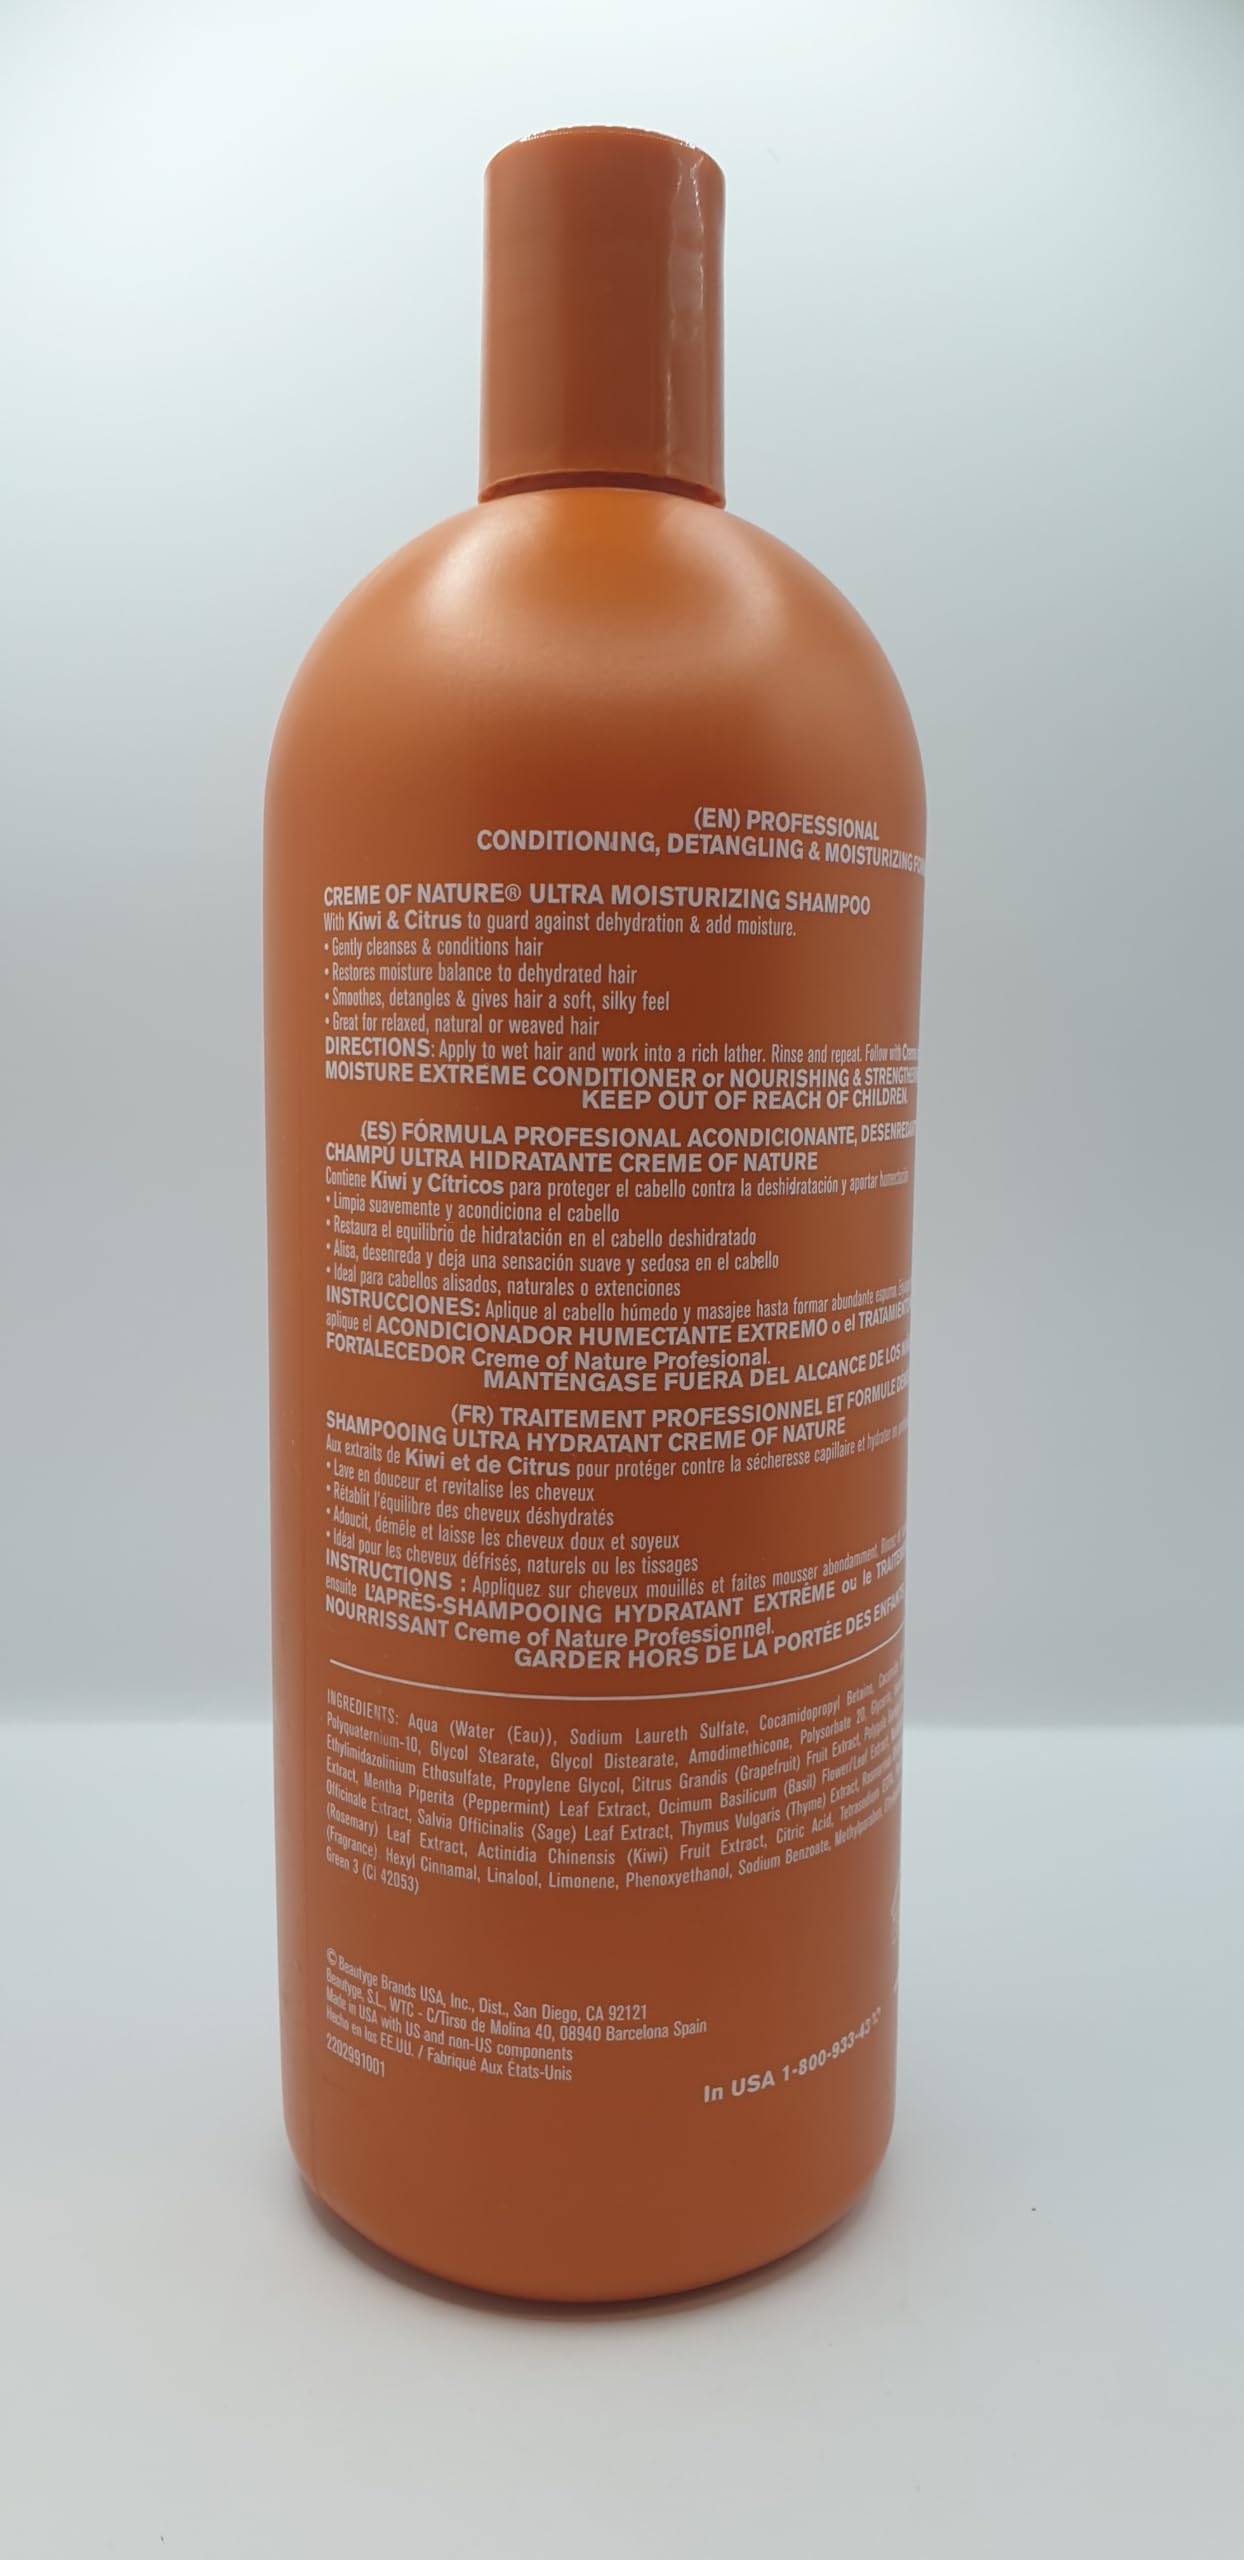 (EN) PROFESSIONAL
CONDITIONING, DETANGLING & MOISTURIZING
CREME OF NATURE® ULTRA MOISTURIZING SHAMPOO
With Kiwi & Citrus to guard against dehydration & add moisture.
• Gently cleanses & conditions hair
• Restores moisture balance to dehydrated hair
• Smoothes, detangles & gives hair a soft, silky feel
• Great for relaxed, natural or weaved hair
DIRECTIONS: Apply to wet hair and work into a rich lather. Rinse and repeat. Follow with
MOISTURE EXTREME CONDITIONER or NOURISHING &
KEEP OUT OF REACH OF CHILDREN.
(ES) FÓRMULA PROFESIONAL ACONDICIONANTE,
CHAMPÚ ULTRA HIDRATANTE CREME OF NATURE
Contiene Kiwi y Cítricos para proteger el cabello contra la deshidratación y aportar
• Limpia suavemente y acondiciona el cabello
• Restaura el equilibrio de hidratación en el cabello deshidratado
• Alisa, desenreda y deja una sensación suave y sedosa en el cabello
• Ideal para cabellos alisados, naturales o extenciones
INSTRUCCIONES: Aplique al cabello húmedo y masajee hasta formar abundante espuma.
aplique el ACONDICIONADOR HUMECTANTE EXTREMO o el
FORTALECEDOR Creme of Nature Profesional.
MANTÉNGASE FUERA DEL ALCANCE DE LOS
(FR) TRAITEMENT PROFESSIONNEL ET FORMULE
SHAMPOOING ULTRA HYDRATANT CREME OF NATURE
Aux extraits de Kiwi et de Citrus pour protéger contre la sécheresse capillaire et hydrater en
• Lave en douceur et revitalise les cheveux
• Rétablit l'équilibre des cheveux déshydratés
• Adoucit, démêle et laisse les cheveux doux et soyeux
• Idéal pour les cheveux défrisés, naturels ou les tissages
INSTRUCTIONS : Appliquez sur cheveux mouillés et faites mousser abondamment.
ensuite L'APRÈS-SHAMPOOING HYDRATANT EXTRÊME ou le
NOURRISSANT Creme of Nature Professionnel.
GARDER HORS DE LA PORTÉE DES ENFANTS
INGREDIENTS: Aqua (Water (Eau)), Sodium Laureth Sulfate, Cocamidopropyl Betaine,
Polyquaternium-10, Glycol Stearate, Glycol Distearate, Amodimethicone, Polysorbate 20, Glycerin,
Ethylimidazolinium Ethosulfate, Propylene Glycol, Citrus Grandis (Grapefruit) Fruit Extract,
Extract, Mentha Piperita (Peppermint) Leaf Extract, Ocimum Basilicum (Basil) Flower/Leaf Extract,
Officinale Extract, Salvia Officinalis (Sage) Leaf Extract, Thymus Vulgaris (Thyme) Extract,
(Rosemary) Leaf Extract, Actinidia Chinensis (Kiwi) Fruit Extract, Citric Acid, Tetrasodium EDTA,
(Fragrance) Hexyl Cinnamal, Linalool, Limonene, Phenoxyethanol, Sodium Benzoate, Methylparaben,
Green 3 (CI 42053)
© Beautyge Brands USA, Inc., Dist., San Diego, CA 92121
Beautyge, S.L., WTC - C/Tirso de Molina 40, 08940 Barcelona Spain
Made in USA with US and non-US components
Hecho en los EE.UU. / Fabriqué Aux États-Unis
2202991001
In USA 1-800-933-43